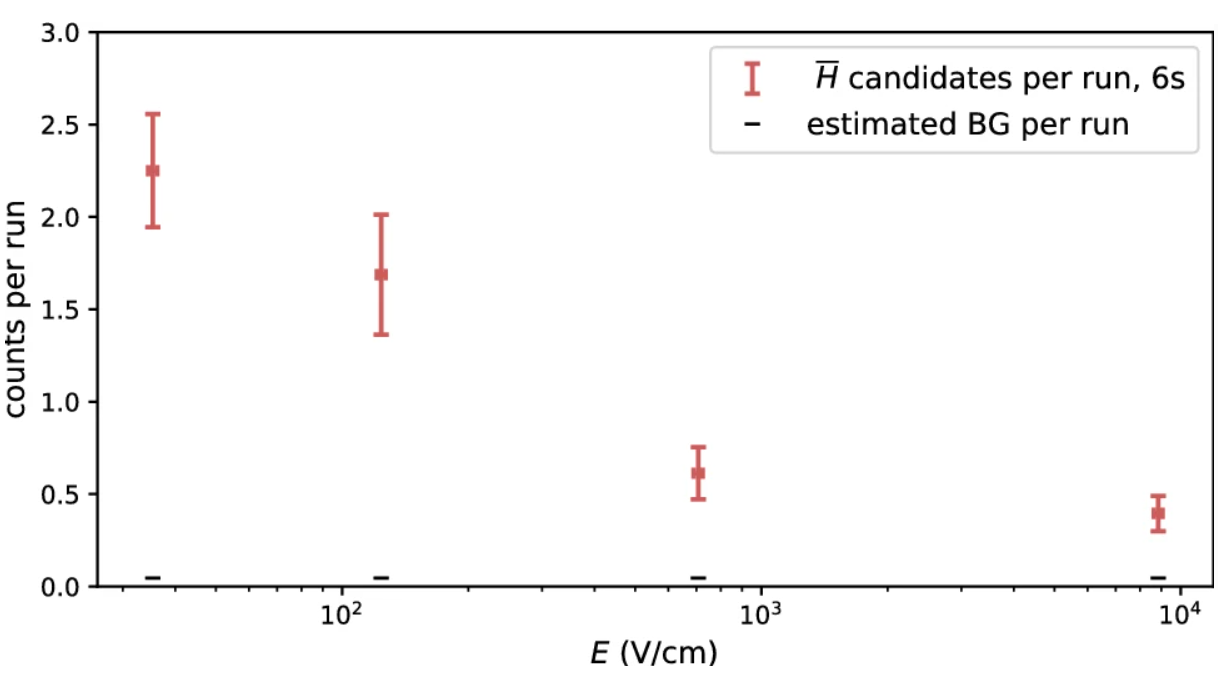 3.0
2.5
2.0
1.5
1.0
0.5
0.0
counts per run
H̅ candidates per run, 6s
estimated BG per run
10² 10³ 10⁴
E (V/cm)